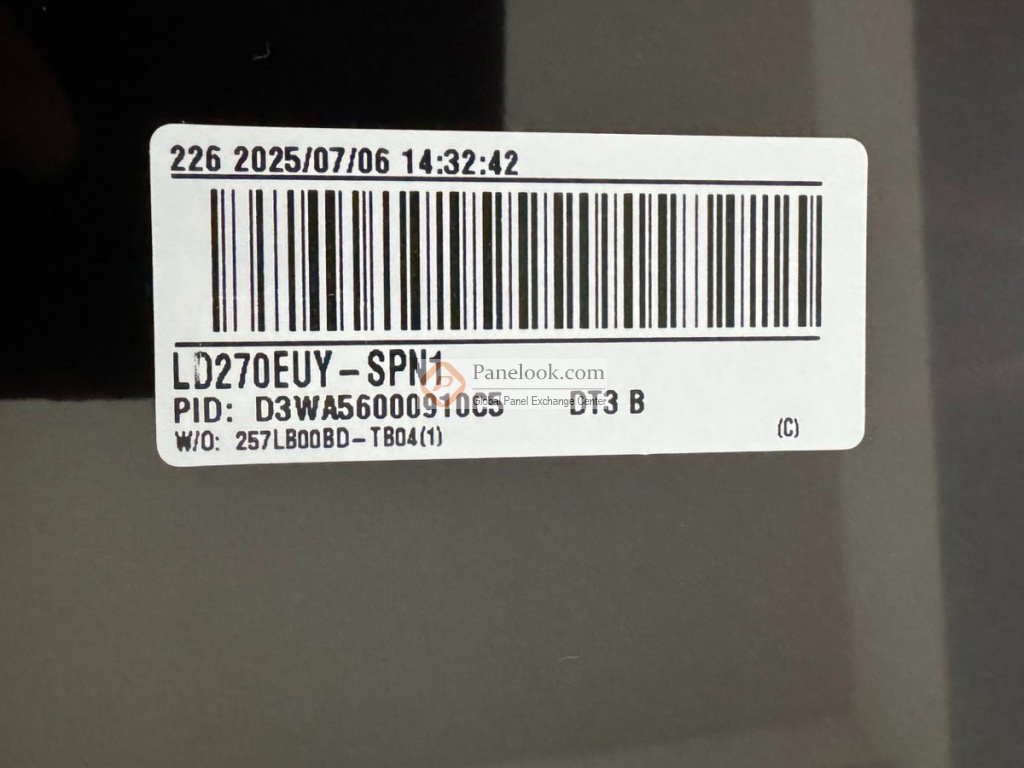 226 2025/07/06 14:32:42
LD270EUY-SPN1
Panelook.com
Global Panel Exchange Center
PID: D3WA56000910C5 DT3 B
W/O: 257LB00BD-TB04(1)
(C)